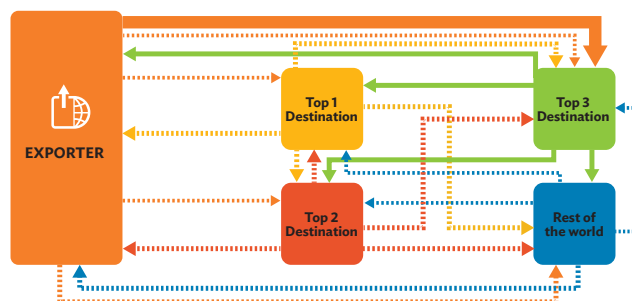 EXPORTER
Top 1
Destination
Top 3
Destination
Top 2
Destination
Rest of
the world